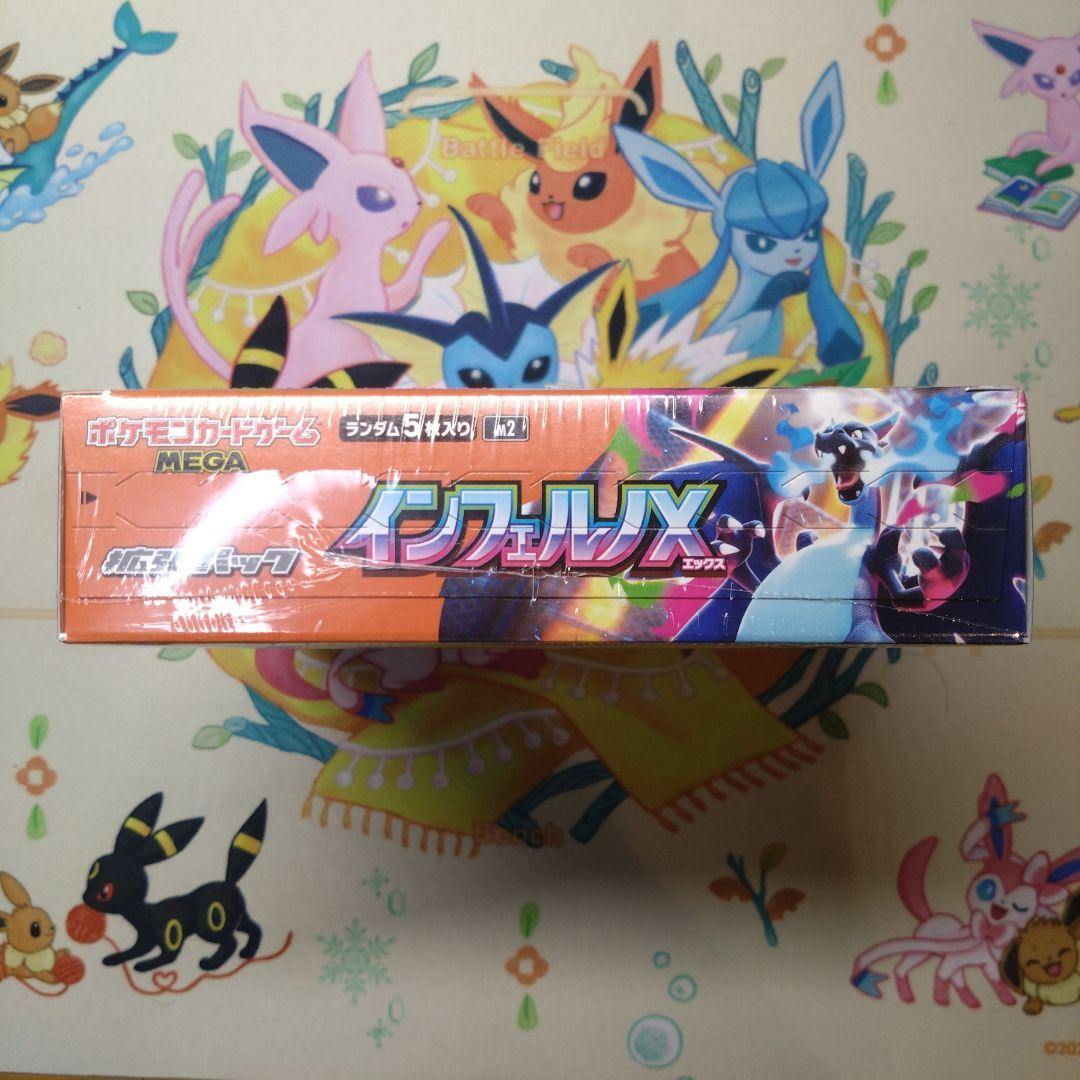 Battle Field
ポケモンカードゲーム
MEGA
ランダム5枚入り
m2
拡張パック
インフェルノX
エックス
Bench